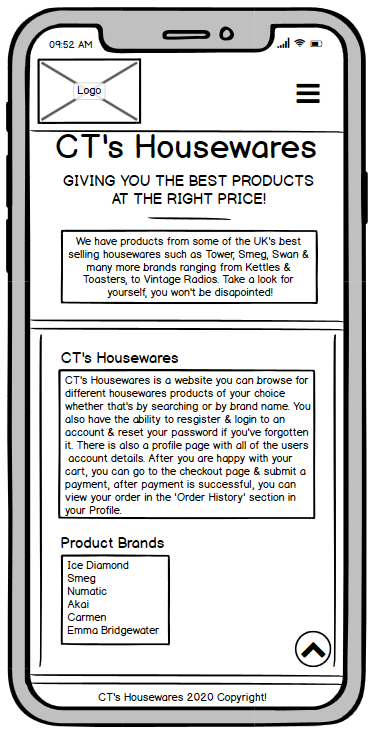 09:52 AM
Logo
CT's Housewares
GIVING YOU THE BEST PRODUCTS
AT THE RIGHT PRICE!
We have products from some of the UK's best
selling housewares such as Tower, Smeg, Swan &
many more brands ranging from Kettles &
Toasters, to Vintage Radios. Take a look for
yourself, you won't be disapointed!
CT's Housewares
CT's Housewares is a website you can browse for
different housewares products of your choice
whether that's by searching or by brand name. You
also have the ability to resgister & login to an
account & reset your password if you've forgotten
it. There is also a profile page with all of the users
account details. After you are happy with your
cart, you can go to the checkout page & submit a
payment, after payment is successful, you can
view your order in the 'Order History' section in
your Profile.
Product Brands
Ice Diamond
Smeg
Numatic
Akai
Carmen
Emma Bridgewater
CT's Housewares 2020 Copyright!